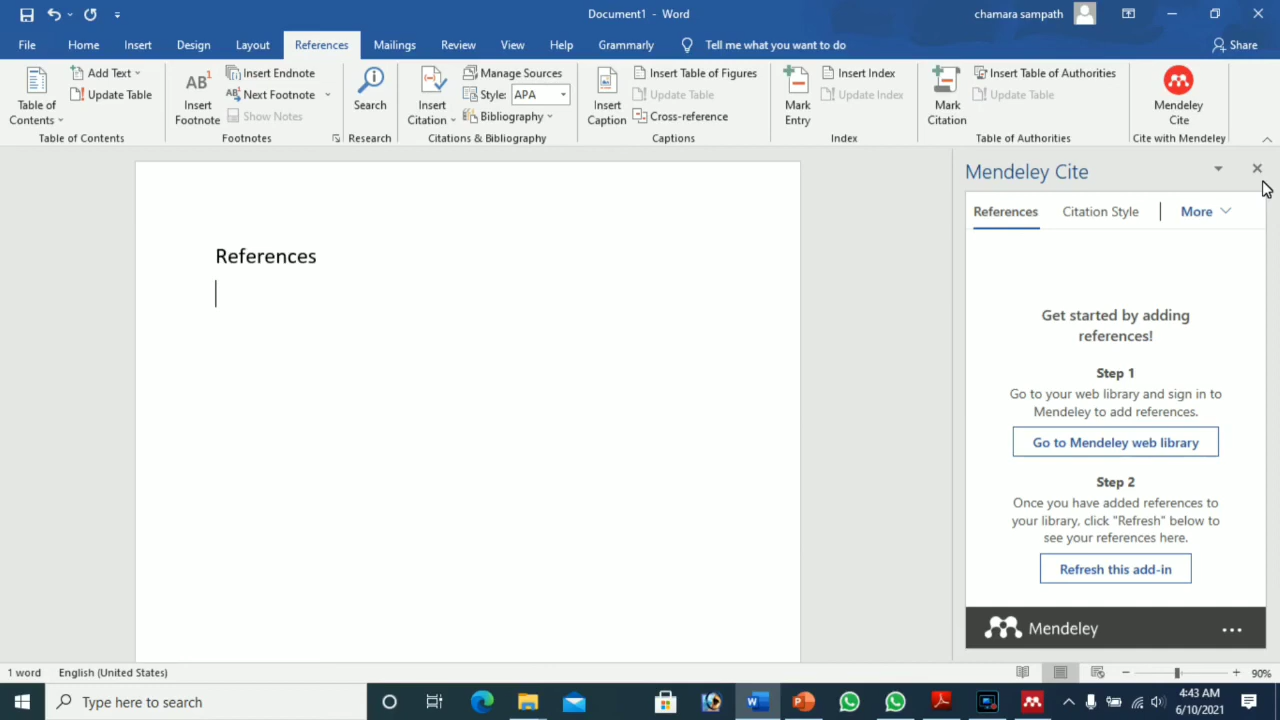 Document1 - Word
chamara sampath
File Home Insert Design Layout References Mailings Review View Help Grammarly Tell me what you want to do Share
Table of Contents
Add Text
Update Table
Table of Contents
AB1
Insert Footnote
Insert Endnote
Next Footnote
Show Notes
Footnotes
Search
Research
Insert Citation
Manage Sources
Style: APA
Bibliography
Citations & Bibliography
Insert Caption
Insert Table of Figures
Update Table
Cross-reference
Captions
Mark Entry
Insert Index
Update Index
Index
Mark Citation
Insert Table of Authorities
Update Table
Table of Authorities
Mendeley Cite
Cite with Mendeley
References
Mendeley Cite
References Citation Style More
Get started by adding
references!
Step 1
Go to your web library and sign in to
Mendeley to add references.
Go to Mendeley web library
Step 2
Once you have added references to
your library, click "Refresh" below to
see your references here.
Refresh this add-in
Mendeley
1 word English (United States)
90%
Type here to search
4:43 AM
6/10/2021